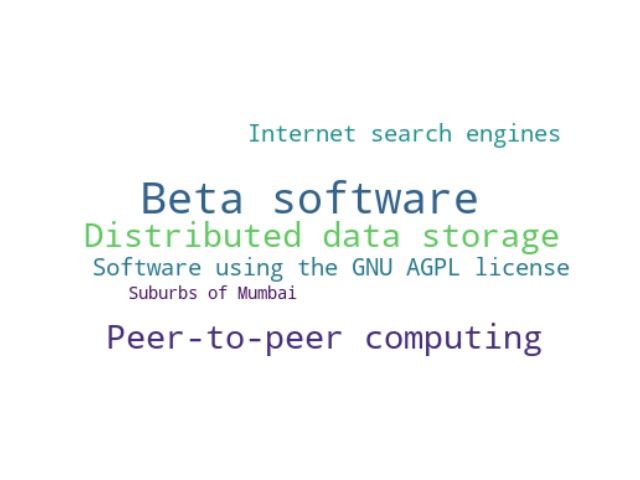 Internet search engines
Beta software
Distributed data storage
Software using the GNU AGPL license
Suburbs of Mumbai
Peer-to-peer computing